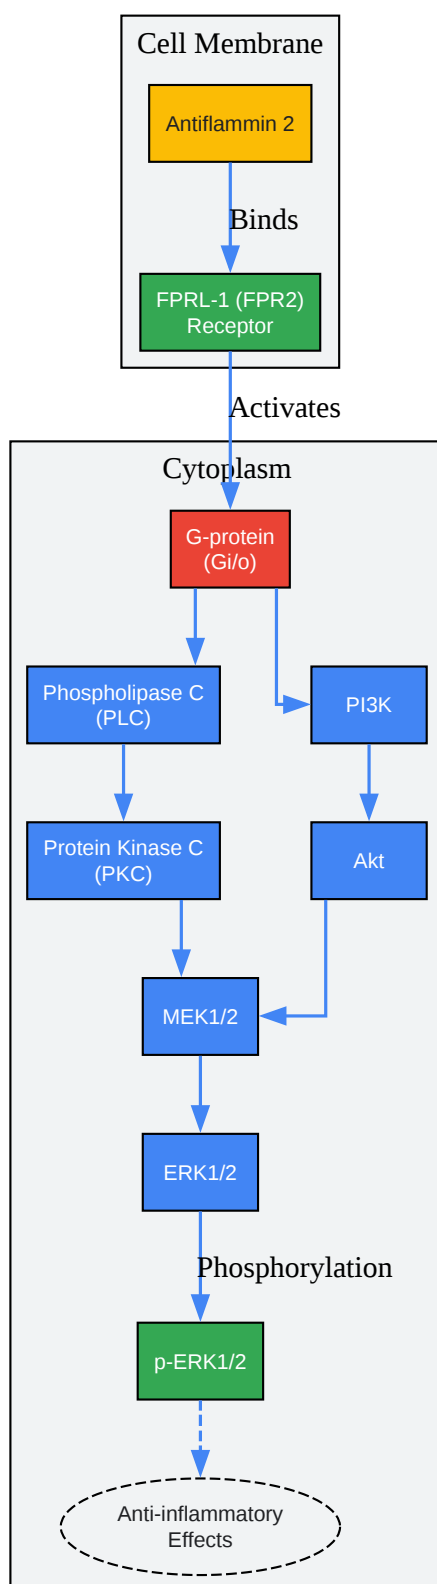 Cell Membrane
Antiflammin 2
Binds
FPRL-1 (FPR2)
Receptor
Activates
Cytoplasm
G-protein
(Gi/o)
Phospholipase C
(PLC)
PI3K
Protein Kinase C
(PKC)
Akt
MEK1/2
ERK1/2
Phosphorylation
p-ERK1/2
Anti-inflammatory
Effects